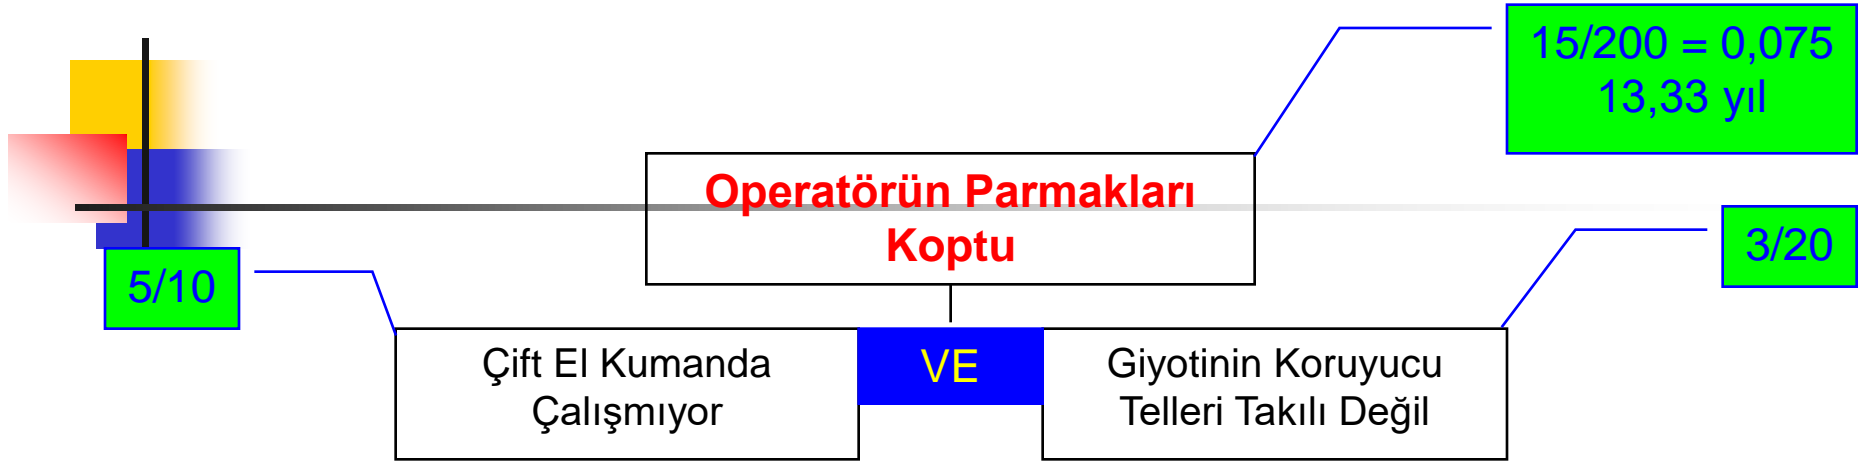 15/200 = 0,075
13,33 yıl
Operatörün Parmakları
Koptu
5/10
3/20
Çift El Kumanda
Çalışmıyor
VE
Giyotinin Koruyucu
Telleri Takılı Değil